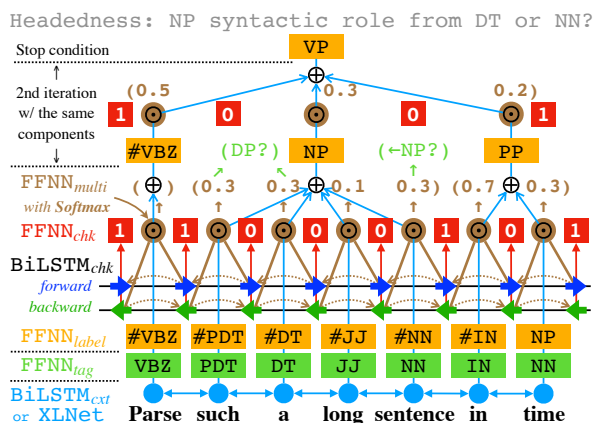 Headedness: NP syntactic role from DT or NN?
Stop condition VP
⊕
2nd iteration w/ the same components
(0.5 0.3 0.2)
1 0 0 1
#VBZ (DP?) NP (←NP?) PP
FFNNmulti ( ) (0.3 0.3 0.1 0.3) (0.7 0.3)
with Softmax
FFNNchk 1 1 0 0 0 1 0 1
BiLSTMchk
forward
backward
FFNNlabel #VBZ #PDT #DT #JJ #NN #IN NP
FFNNtag VBZ PDT DT JJ NN IN NN
BiLSTMcxt
or XLNet Parse such a long sentence in time